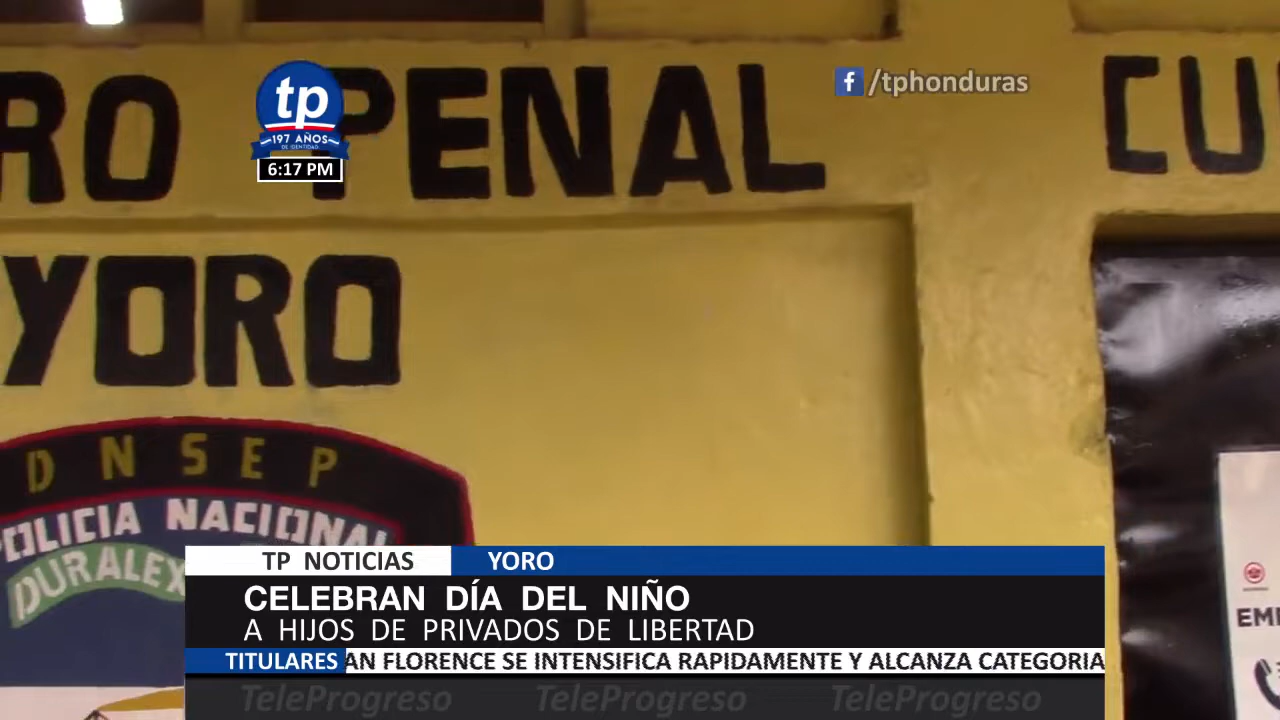 RO PENAL
CU
YORO
tp
197 AÑOS
DE IDENTIDAD
6:17 PM
/tphonduras
DNSEP
POLICIA NACIONAL
DURALEX
TP NOTICIAS
YORO
CELEBRAN DÍA DEL NIÑO
A HIJOS DE PRIVADOS DE LIBERTAD
TITULARES
AN FLORENCE SE INTENSIFICA RAPIDAMENTE Y ALCANZA CATEGORIA
TeleProgreso TeleProgreso TeleProgreso